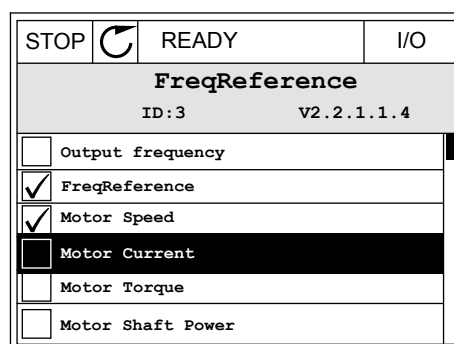 STOP READY I/O
FreqReference
ID:3 V2.2.1.1.4
Output frequency
FreqReference
Motor Speed
Motor Current
Motor Torque
Motor Shaft Power